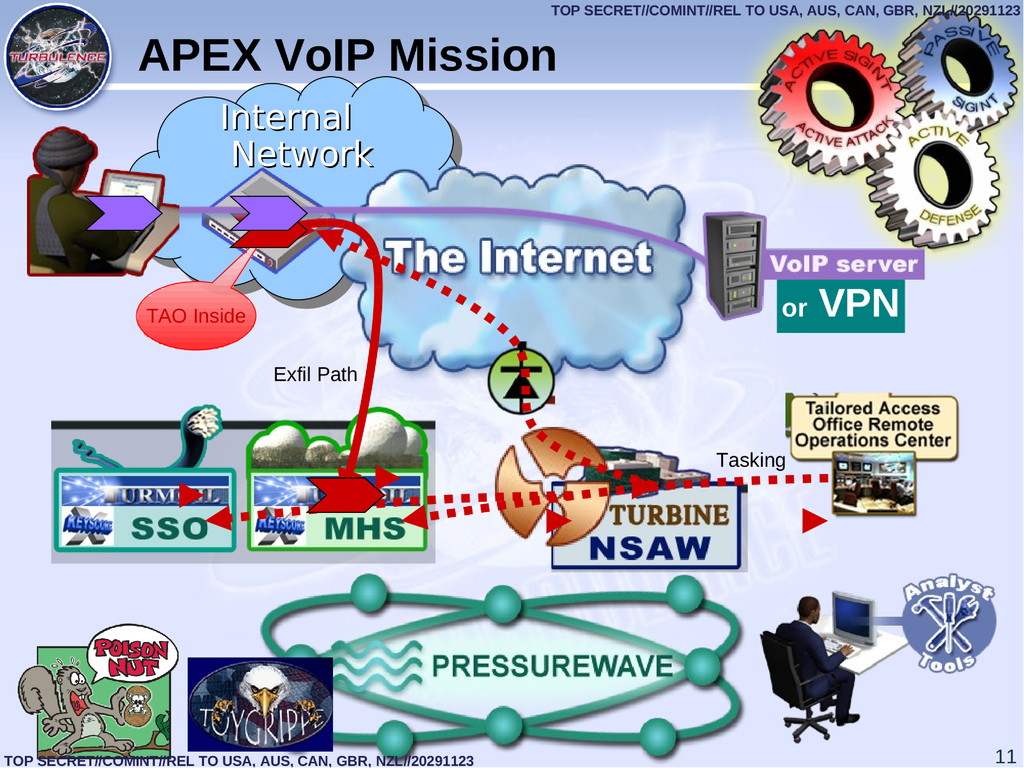 TOP SECRET//COMINT//REL TO USA, AUS, CAN, GBR, NZL//20291123
TURBULENCE
APEX VoIP Mission
ACTIVE SIGINT
ACTIVE ATTACK
PASSIVE
SIGINT
ACTIVE
DEFENSE
Internal
Network
The Internet
VoIP server
or VPN
TAO Inside
Exfil Path
Tailored Access
Office Remote
Operations Center
Tasking
TURMOIL
KEYSCORE
X
SSO
KEYSCORE
X
MHS
TURBINE
NSAW
Analyst
Tools
PRESSUREWAVE
POISON
NUT
TOYGRIPPE
TOP SECRET//COMINT//REL TO USA, AUS, CAN, GBR, NZL//20291123
11